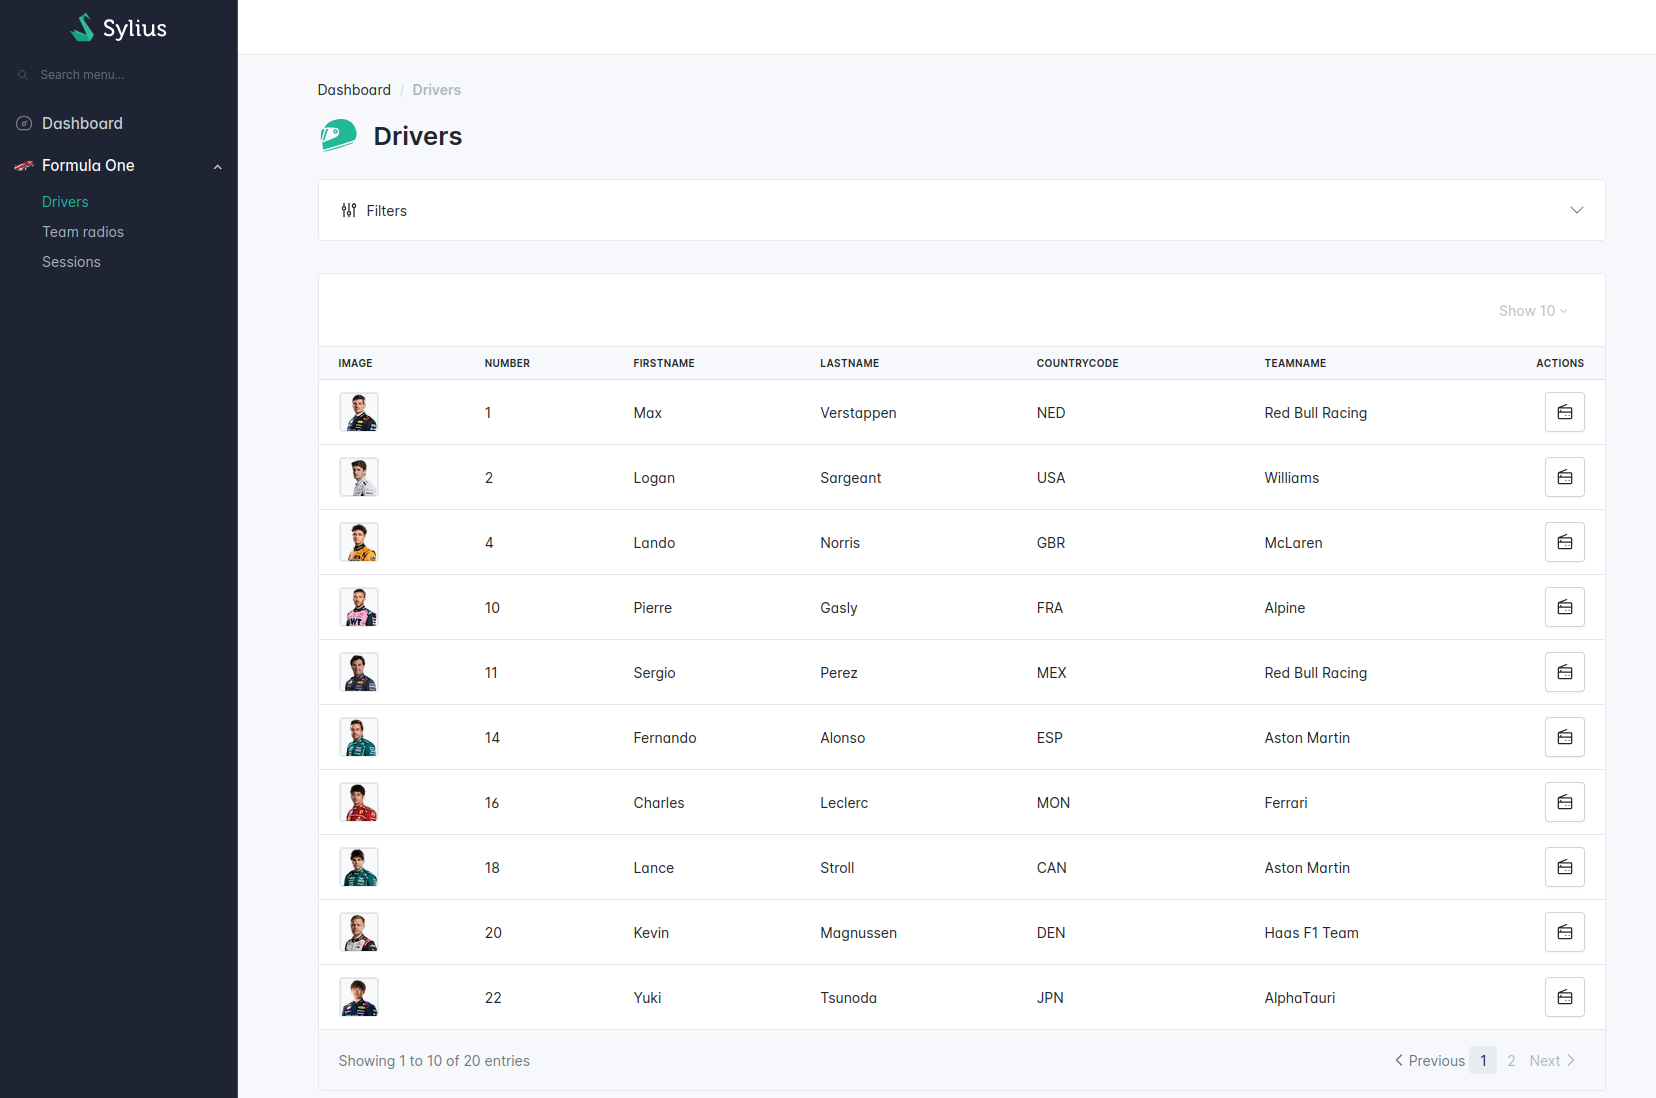 Sylius
Search menu...
Dashboard
Formula One
Drivers
Team radios
Sessions
Dashboard / Drivers
Drivers
Filters
Show 10
IMAGE NUMBER FIRSTNAME LASTNAME COUNTRYCODE TEAMNAME ACTIONS
1 Max Verstappen NED Red Bull Racing
2 Logan Sargeant USA Williams
4 Lando Norris GBR McLaren
10 Pierre Gasly FRA Alpine
11 Sergio Perez MEX Red Bull Racing
14 Fernando Alonso ESP Aston Martin
16 Charles Leclerc MON Ferrari
18 Lance Stroll CAN Aston Martin
20 Kevin Magnussen DEN Haas F1 Team
22 Yuki Tsunoda JPN AlphaTauri
Showing 1 to 10 of 20 entries
Previous 1 2 Next